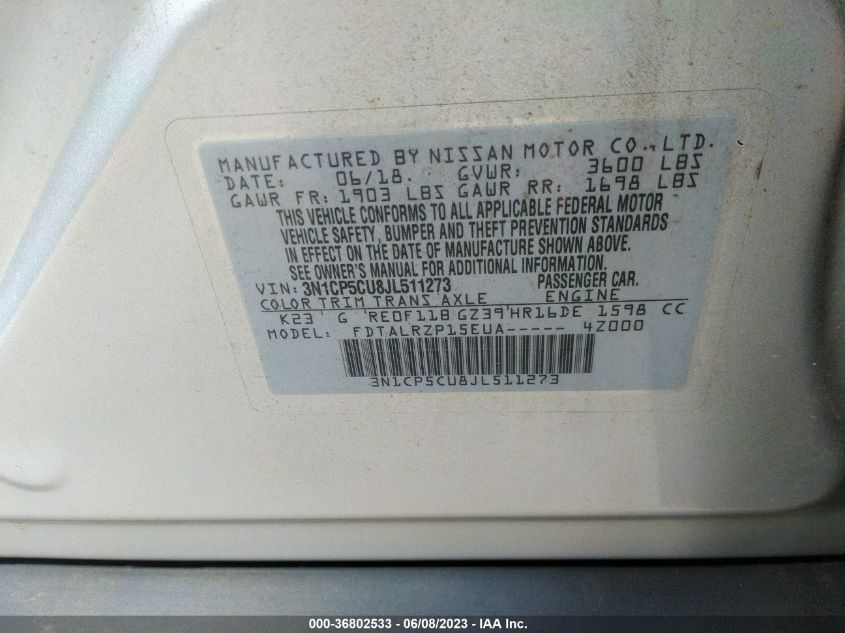 MANUFACTURED BY NISSAN MOTOR CO., LTD.
DATE: 06/18. GVWR: 3600 LBS
GAWR FR: 1903 LBS GAWR RR: 1698 LBS
THIS VEHICLE CONFORMS TO ALL APPLICABLE FEDERAL MOTOR
VEHICLE SAFETY, BUMPER AND THEFT PREVENTION STANDARDS
IN EFFECT ON THE DATE OF MANUFACTURE SHOWN ABOVE.
SEE OWNER'S MANUAL FOR ADDITIONAL INFORMATION.
VIN: 3N1CP5CU8JL511273 PASSENGER CAR.
COLOR TRIM TRANS AXLE ENGINE
K23 G RE0F11B GZ39 HR16DE 1598 CC
MODEL: FDTALRZP15EUA----- 4Z000
3N1CP5CU8JL511273
000-36802533 - 06/08/2023 - IAA Inc.